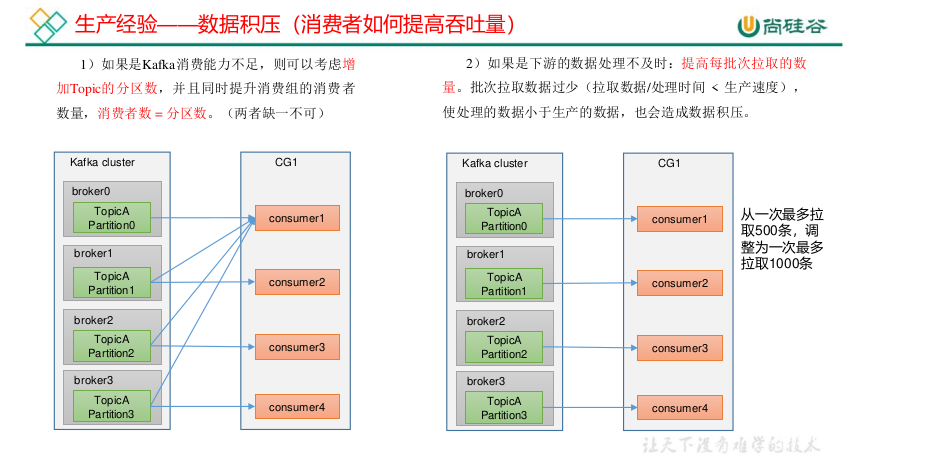 生产经验——数据积压（消费者如何提高吞吐量）
尚硅谷
1）如果是Kafka消费能力不足，则可以考虑增
加Topic的分区数，并且同时提升消费组的消费者
数量，消费者数 = 分区数。（两者缺一不可）
2）如果是下游的数据处理不及时：提高每批次拉取的数
量。批次拉取数据过少（拉取数据/处理时间 < 生产速度），
使处理的数据小于生产的数据，也会造成数据积压。
Kafka cluster
broker0
TopicA
Partition0
broker1
TopicA
Partition1
broker2
TopicA
Partition2
broker3
TopicA
Partition3
CG1
consumer1
consumer2
consumer3
consumer4
Kafka cluster
broker0
TopicA
Partition0
broker1
TopicA
Partition1
broker2
TopicA
Partition2
broker3
TopicA
Partition3
CG1
consumer1
consumer2
consumer3
consumer4
从一次最多拉
取500条，调
整为一次最多
拉取1000条
让天下没有难学的技术